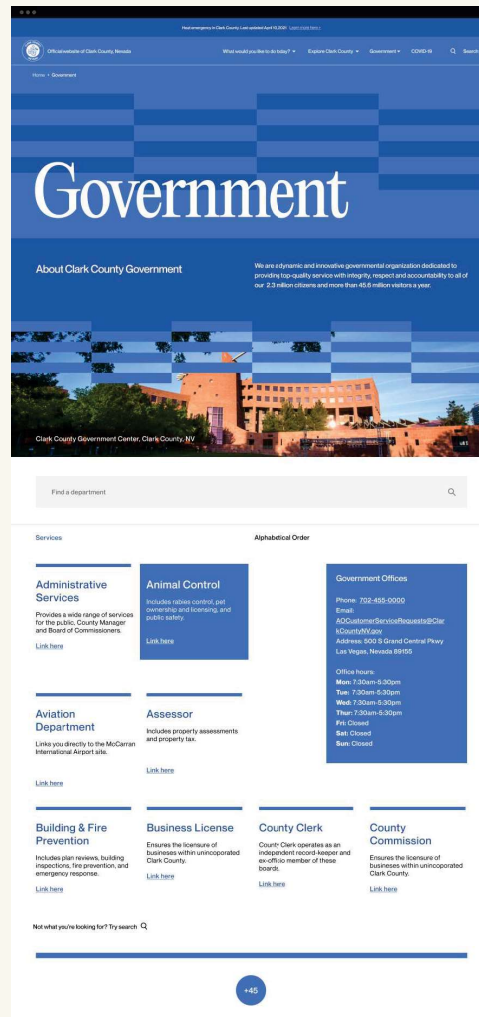 Heat emergency in Clark County. Last updated April 19, 2021 Learn more here >
Official website of Clark County, Nevada
What would you like to do today?
Explore Clark County
Government
COVID-19
Search
Home › Government
Government
About Clark County Government
We are a dynamic and innovative governmental organization dedicated to
providing top-quality service with integrity, respect and accountability to all of
our 2.3 million citizens and more than 45.6 million visitors a year.
Clark County Government Center, Clark County, NV
Find a department
Services
Alphabetical Order
Administrative
Services
Provides a wide range of services
for the public, County Manager
and Board of Commissioners.
Link here
Animal Control
Includes rabies control, pet
ownership and licensing, and
public safety.
Link here
Government Offices
Phone: 702-455-0000
Email:
AOCustomerServiceRequests@Clar
kCountyNV.gov
Address: 500 S Grand Central Pkwy
Las Vegas, Nevada 89155
Office hours:
Mon: 7:30am-5:30pm
Tue: 7:30am-5:30pm
Wed: 7:30am-5:30pm
Thur: 7:30am-5:30pm
Fri: Closed
Sat: Closed
Sun: Closed
Aviation
Department
Links you directly to the McCarran
International Airport site.
Link here
Assessor
Includes property assessments
and property tax.
Link here
Building & Fire
Prevention
Includes plan reviews, building
inspections, fire prevention, and
emergency response.
Link here
Business License
Ensures the licensure of
businesses within unincoporated
Clark County.
Link here
County Clerk
County Clerk operates as an
independent record-keeper and
ex-officio member of these
boards.
Link here
County
Commission
Ensures the licensure of
businesses within unincoporated
Clark County.
Link here
Not what you're looking for? Try search
+45